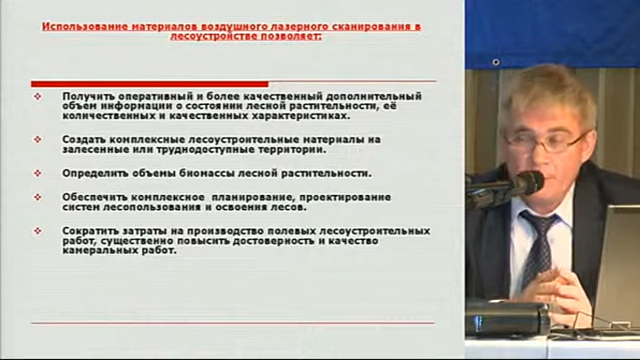 Использование материалов воздушного лазерного сканирования в
лесоустройстве позволяет:
Получить оперативный и более качественный дополнительный
объем информации о состоянии лесной растительности, её
количественных и качественных характеристиках.
Создать комплексные лесоустроительные материалы на
залесенные или труднодоступные территории.
Определить объемы биомассы лесной растительности.
Обеспечить комплексное планирование, проектирование
систем лесопользования и освоения лесов.
Сократить затраты на производство полевых лесоустроительных
работ, существенно повысить достоверность и качество
камеральных работ.